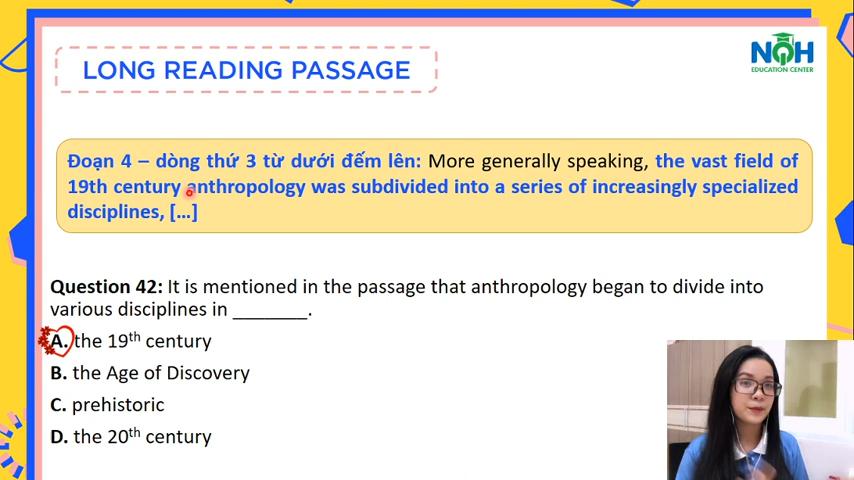 LONG READING PASSAGE
NQH
EDUCATION CENTER
Đoạn 4 – dòng thứ 3 từ dưới đếm lên: More generally speaking, the vast field of
19th century anthropology was subdivided into a series of increasingly specialized
disciplines, […]
Question 42: It is mentioned in the passage that anthropology began to divide into
various disciplines in _______.
A. the 19th century
B. the Age of Discovery
C. prehistoric
D. the 20th century